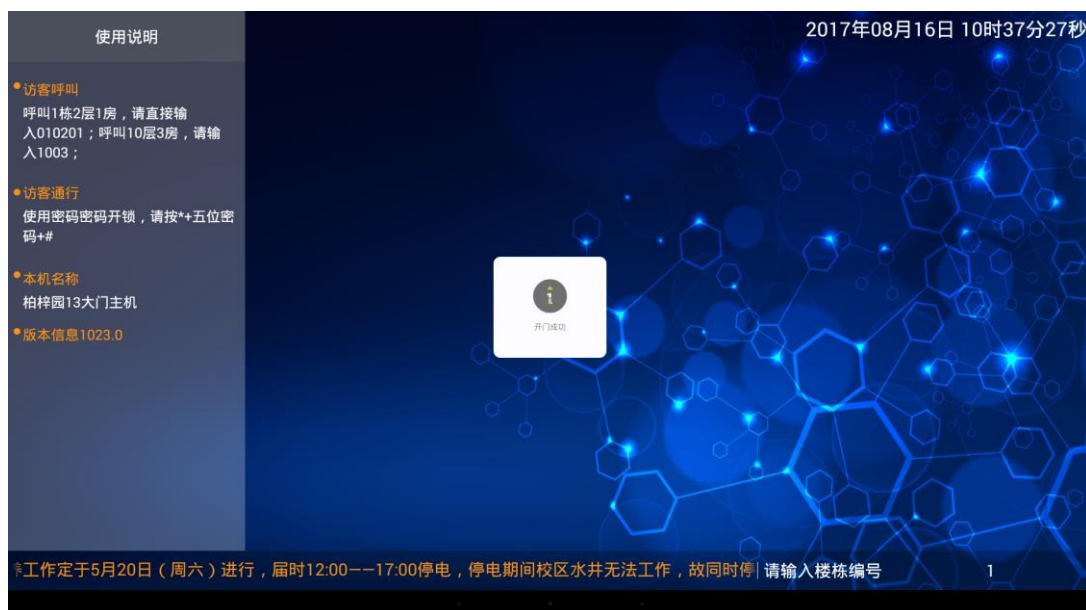 使用说明
2017年08月16日 10时37分27秒
访客呼叫
呼叫1栋2层1房，请直接输
入010201；呼叫10层3房，请输
入1003；
访客通行
使用密码密码开锁，请按*+五位密
码+#
本机名称
柏梓园13大门主机
版本信息1023.0
开门成功
工作定于5月20日（周六）进行，届时12:00——17:00停电，停电期间校区水井无法工作，故同时停
请输入楼栋编号 1